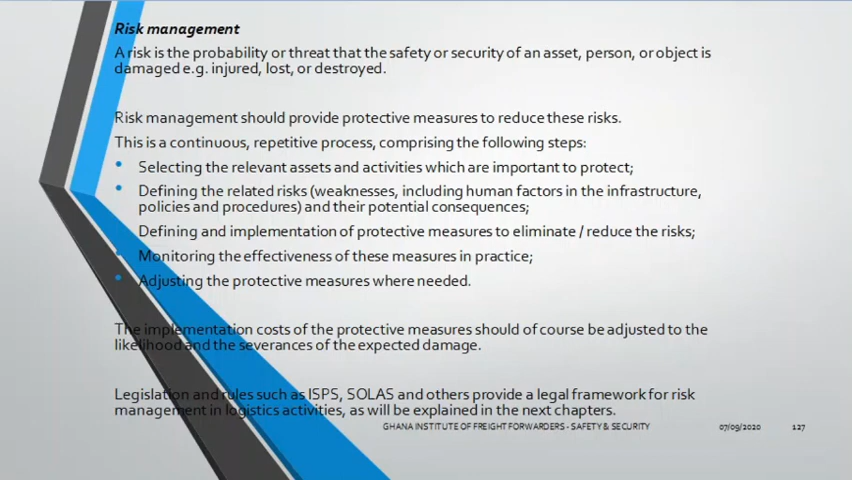 Risk management
A risk is the probability or threat that the safety or security of an asset, person, or object is
damaged e.g. injured, lost, or destroyed.
Risk management should provide protective measures to reduce these risks.
This is a continuous, repetitive process, comprising the following steps:
• Selecting the relevant assets and activities which are important to protect;
• Defining the related risks (weaknesses, including human factors in the infrastructure,
policies and procedures) and their potential consequences;
Defining and implementation of protective measures to eliminate / reduce the risks;
• Monitoring the effectiveness of these measures in practice;
• Adjusting the protective measures where needed.
The implementation costs of the protective measures should of course be adjusted to the
likelihood and the severances of the expected damage.
Legislation and rules such as ISPS, SOLAS and others provide a legal framework for risk
management in logistics activities, as will be explained in the next chapters.
GHANA INSTITUTE OF FREIGHT FORWARDERS - SAFETY & SECURITY 07/09/2020 127